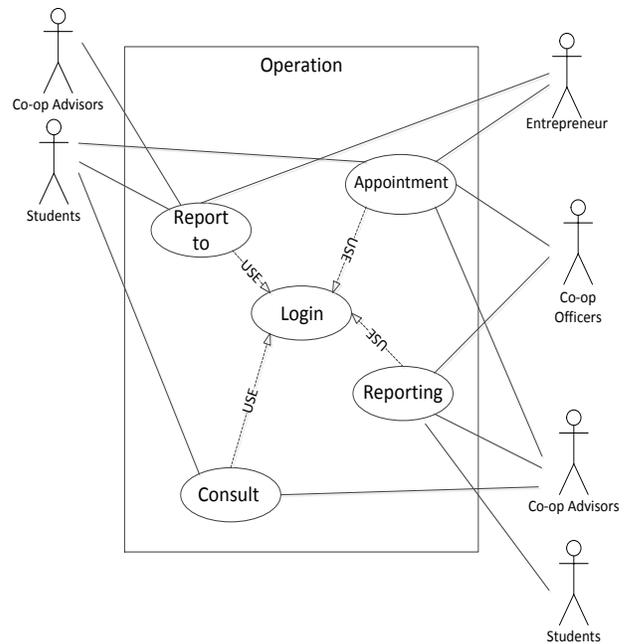 Operation
Co-op Advisors
Entrepreneur
Students
Appointment
Report
to
USE
USE
Login
Co-op
Officers
USE
Reporting
USE
Consult
Co-op Advisors
Students